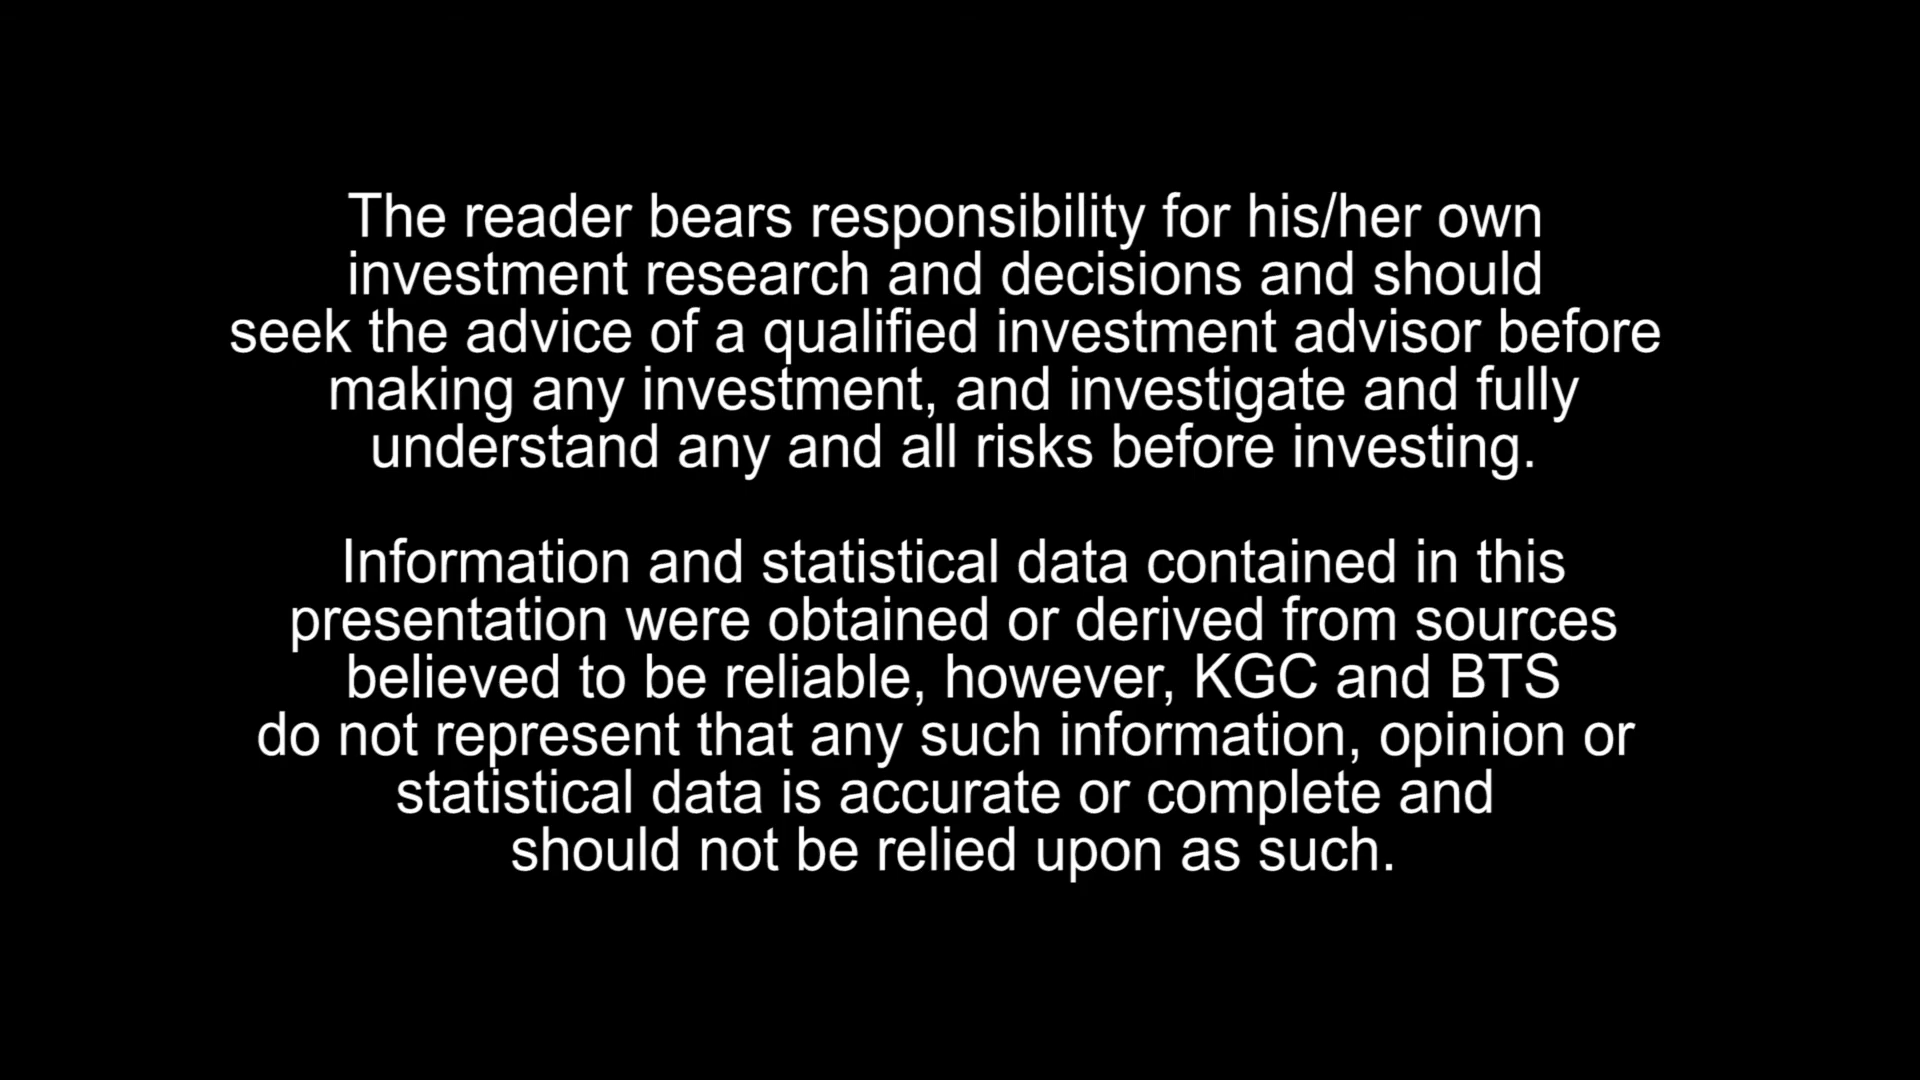 The reader bears responsibility for his/her own
investment research and decisions and should
seek the advice of a qualified investment advisor before
making any investment, and investigate and fully
understand any and all risks before investing.
Information and statistical data contained in this
presentation were obtained or derived from sources
believed to be reliable, however, KGC and BTS
do not represent that any such information, opinion or
statistical data is accurate or complete and
should not be relied upon as such.